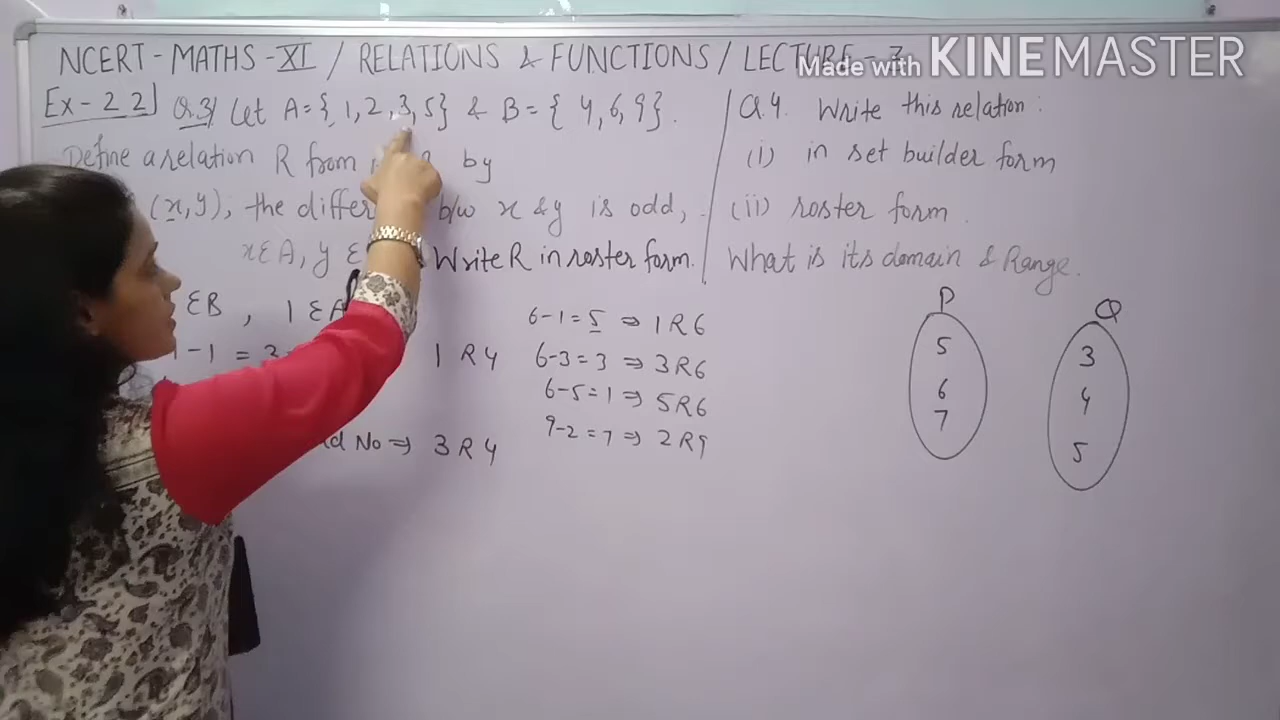 NCERT - MATHS - XI / RELATIONS & FUNCTIONS / LECTURE - 3
Made with KINEMASTER
Ex - 2.2 Q.3/ Let A = { 1, 2, 3, 5} & B = { 4, 6, 9}.
Define a relation R from by
(x, y), the differ b/w x & y is odd,
x ∈ A, y ∈ Write R in roster form.
∈ B , 1 ∈ A
- 1 = 3 1 R 4
d No ⇒ 3 R 4
6 - 1 = 5 ⇒ 1 R 6
6 - 3 = 3 ⇒ 3 R 6
6 - 5 = 1 ⇒ 5 R 6
9 - 2 = 7 ⇒ 2 R 9
Q.4. Write this relation :
(i) in set builder form
(ii) roster form.
What is its domain & Range.
P
5
6
7
Q
3
4
5